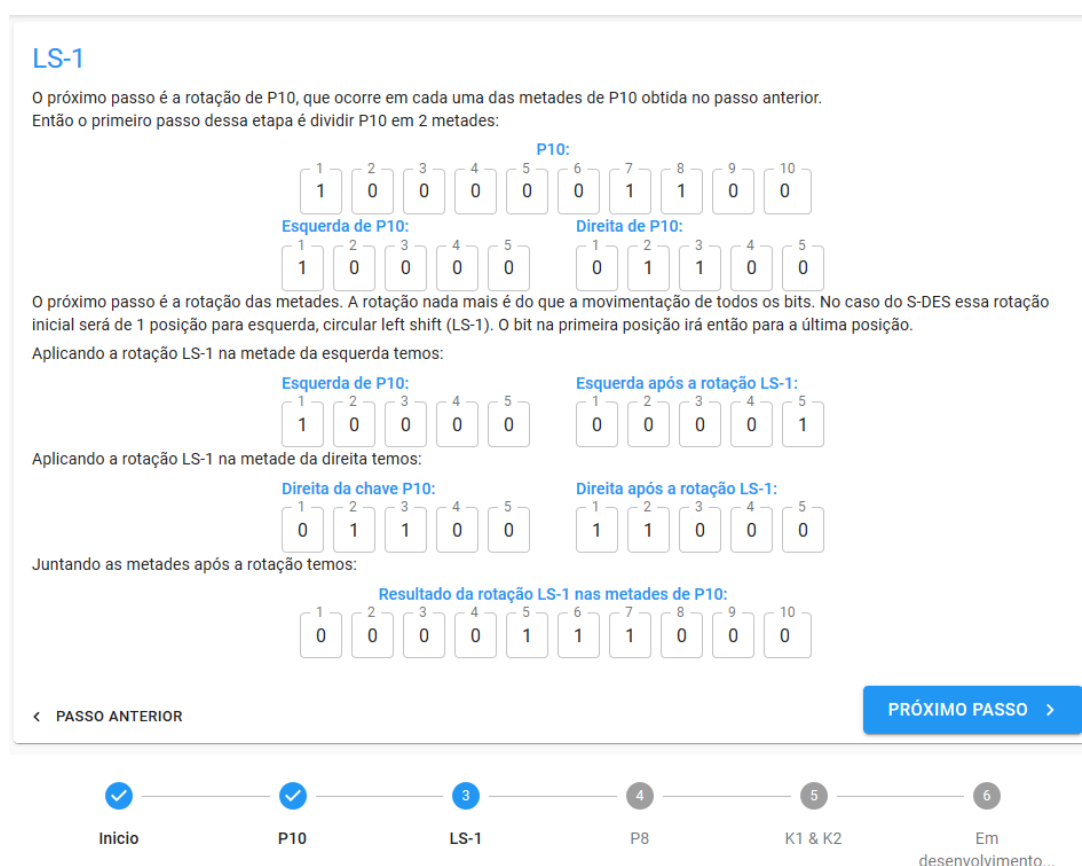 LS-1
O próximo passo é a rotação de P10, que ocorre em cada uma das metades de P10 obtida no passo anterior.
Então o primeiro passo dessa etapa é dividir P10 em 2 metades:
P10:
1 2 3 4 5 6 7 8 9 10
1 0 0 0 0 0 1 1 0 0
Esquerda de P10: Direita de P10:
1 2 3 4 5 1 2 3 4 5
1 0 0 0 0 0 1 1 0 0
O próximo passo é a rotação das metades. A rotação nada mais é do que a movimentação de todos os bits. No caso do S-DES essa rotação
inicial será de 1 posição para esquerda, circular left shift (LS-1). O bit na primeira posição irá então para a última posição.
Aplicando a rotação LS-1 na metade da esquerda temos:
Esquerda de P10: Esquerda após a rotação LS-1:
1 2 3 4 5 1 2 3 4 5
1 0 0 0 0 0 0 0 0 1
Aplicando a rotação LS-1 na metade da direita temos:
Direita da chave P10: Direita após a rotação LS-1:
1 2 3 4 5 1 2 3 4 5
0 1 1 0 0 1 1 0 0 0
Juntando as metades após a rotação temos:
Resultado da rotação LS-1 nas metades de P10:
1 2 3 4 5 6 7 8 9 10
0 0 0 0 1 1 1 0 0 0
PASSO ANTERIOR PRÓXIMO PASSO
3 4 5 6
Inicio P10 LS-1 P8 K1 & K2 Em
desenvolvimento...